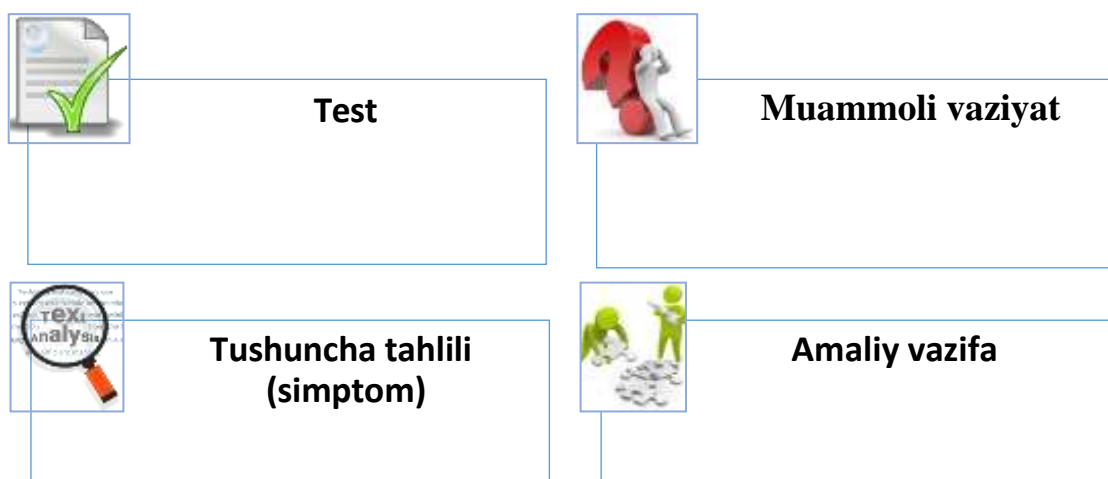 Test
Muammoli vaziyat
Tushuncha tahlili
(simptom)
Amaliy vazifa